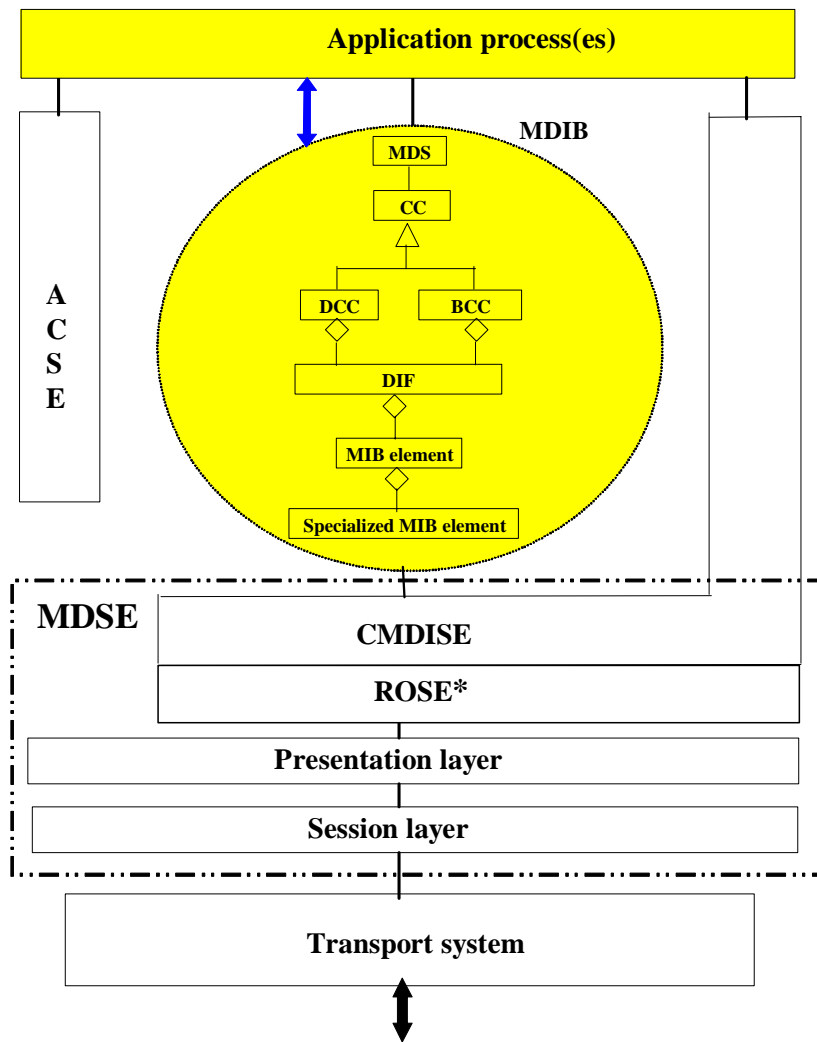 Application process(es)
MDIB
MDS
CC
A
C
S
E
DCC
BCC
DIF
MIB element
Specialized MIB element
MDSE
CMDISE
ROSE*
Presentation layer
Session layer
Transport system